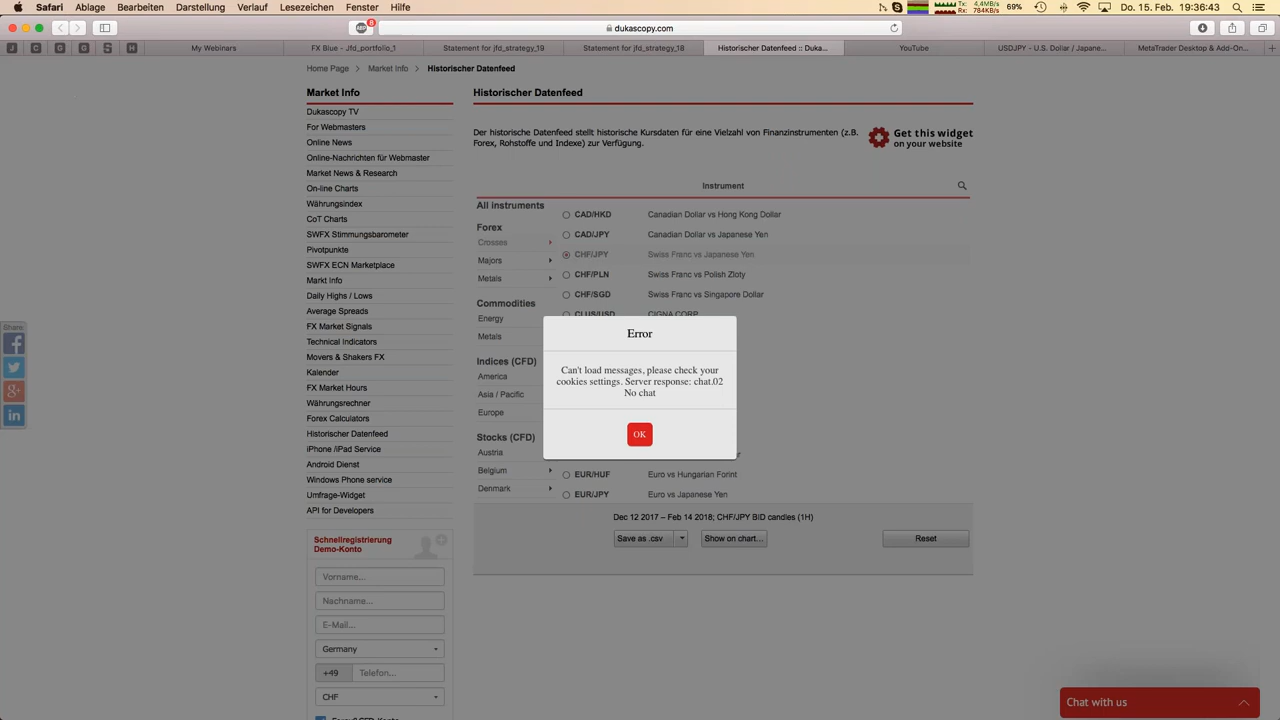 Safari Ablage Bearbeiten Darstellung Verlauf Lesezeichen Fenster Hilfe
4,4MB/s
Rx: 784KB/s
69%
Do. 15. Feb. 19:36:43
ABP
8
dukascopy.com
J C G G S H
My Webinars
FX Blue - Jfd_portfolio_1
Statement for jfd_strategy_19
Statement for jfd_strategy_18
Historischer Datenfeed :: Duka...
YouTube
USDJPY - U.S. Dollar / Japane...
MetaTrader Desktop & Add-On...
Home Page > Market Info > Historischer Datenfeed
Market Info
Dukascopy TV
For Webmasters
Online News
Online-Nachrichten für Webmaster
Market News & Research
On-line Charts
Währungsindex
CoT Charts
SWFX Stimmungsbarometer
Pivotpunkte
SWFX ECN Marketplace
Markt Info
Daily Highs / Lows
Average Spreads
FX Market Signals
Technical Indicators
Movers & Shakers FX
Kalender
FX Market Hours
Währungsrechner
Forex Calculators
Historischer Datenfeed
iPhone /iPad Service
Android Dienst
Windows Phone service
Umfrage-Widget
API for Developers
Share
Schnellregistrierung
Demo-Konto
Vorname...
Nachname...
E-Mail...
Germany
+49 Telefon...
CHF
Historischer Datenfeed
Der historische Datenfeed stellt historische Kursdaten für eine Vielzahl von Finanzinstrumenten (z.B.
Forex, Rohstoffe und Indexe) zur Verfügung.
Get this widget
on your website
Instrument
All instruments
Forex
Crosses
Majors
Metals
Commodities
Energy
Metals
Indices (CFD)
America
Asia / Pacific
Europe
Stocks (CFD)
Austria
Belgium
Denmark
CAD/HKD Canadian Dollar vs Hong Kong Dollar
CAD/JPY Canadian Dollar vs Japanese Yen
CHF/JPY Swiss Franc vs Japanese Yen
CHF/PLN Swiss Franc vs Polish Zloty
CHF/SGD Swiss Franc vs Singapore Dollar
CI.US/USD CIGNA CORP
EUR/HUF Euro vs Hungarian Forint
EUR/JPY Euro vs Japanese Yen
Error
Can't load messages, please check your
cookies settings. Server response: chat.02
No chat
OK
Dec 12 2017 – Feb 14 2018; CHF/JPY BID candles (1H)
Save as .csv
Show on chart...
Reset
Chat with us